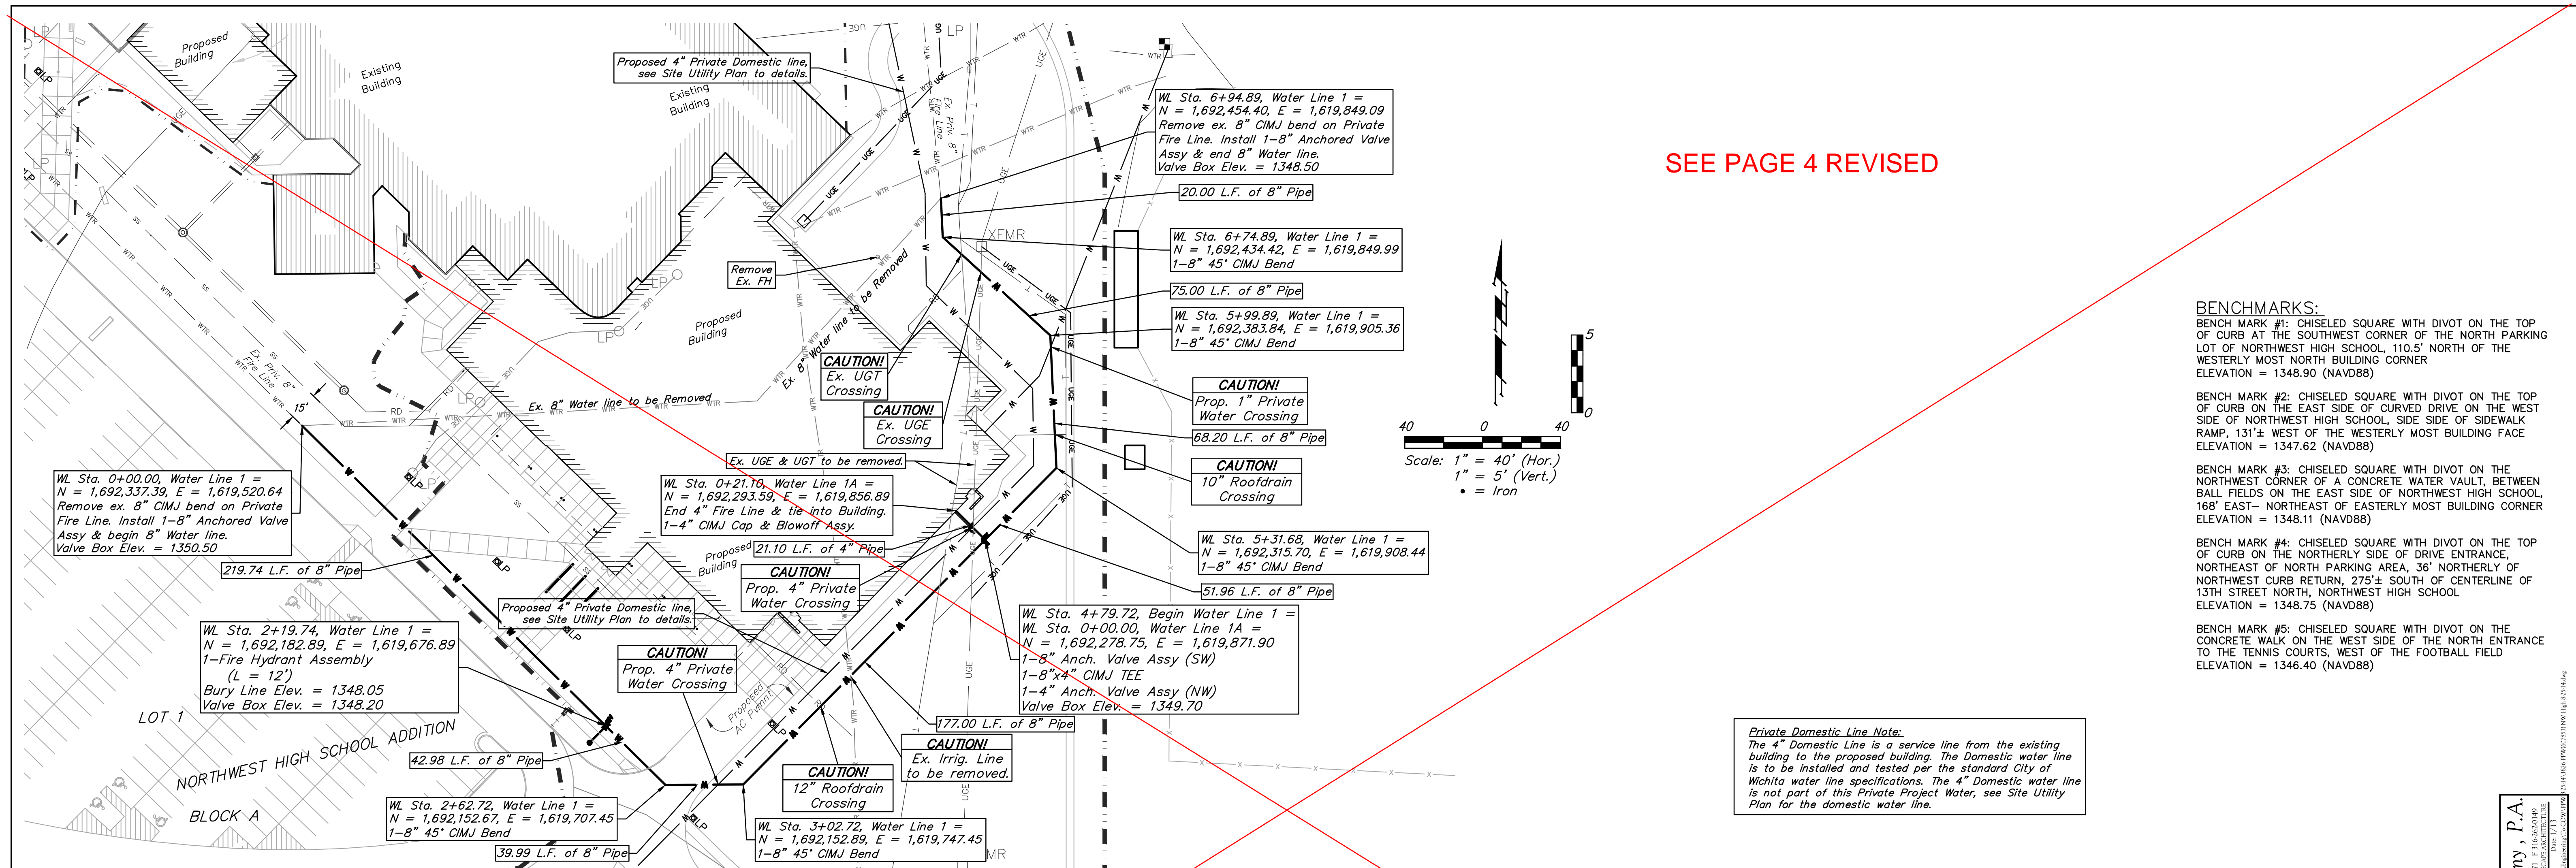 SEE PAGE 4 REVISED
Proposed
Building
Existing
Building
Existing
Building
Proposed 4" Private Domestic line,
see Site Utility Plan to details.
Ex. Priv. 8"
Fire Line
WL Sta. 6+94.89, Water Line 1 =
N = 1,692,454.40, E = 1,619,849.09
Remove ex. 8" CIMJ bend on Private
Fire Line. Install 1-8" Anchored Valve
Assy & end 8" Water line.
Valve Box Elev. = 1348.50
20.00 L.F. of 8" Pipe
XFMR
WL Sta. 6+74.89, Water Line 1 =
N = 1,692,434.42, E = 1,619,849.99
1-8" 45° CIMJ Bend
Remove
Ex. FH
75.00 L.F. of 8" Pipe
WL Sta. 5+99.89, Water Line 1 =
N = 1,692,383.84, E = 1,619,905.36
1-8" 45° CIMJ Bend
Proposed
Building
Ex. 8" Water line to be Removed
CAUTION!
Ex. UGT
Crossing
CAUTION!
Prop. 1" Private
Water Crossing
Ex. 8" Water line to be Removed
CAUTION!
Ex. UGE
Crossing
68.20 L.F. of 8" Pipe
Ex. Priv. 8"
Fire Line
15'
CAUTION!
10" Roofdrain
Crossing
Ex. UGE & UGT to be removed.
WL Sta. 0+00.00, Water Line 1 =
N = 1,692,337.39, E = 1,619,520.64
Remove ex. 8" CIMJ bend on Private
Fire Line. Install 1-8" Anchored Valve
Assy & begin 8" Water line.
Valve Box Elev. = 1350.50
WL Sta. 0+21.10, Water Line 1A =
N = 1,692,293.59, E = 1,619,856.89
End 4" Fire Line & tie into Building.
1-4" CIMJ Cap & Blowoff Assy.
WL Sta. 5+31.68, Water Line 1 =
N = 1,692,315.70, E = 1,619,908.44
1-8" 45° CIMJ Bend
Proposed
Building
21.10 L.F. of 4" Pipe
219.74 L.F. of 8" Pipe
CAUTION!
Prop. 4" Private
Water Crossing
51.96 L.F. of 8" Pipe
Proposed 4" Private Domestic line,
see Site Utility Plan to details.
WL Sta. 4+79.72, Begin Water Line 1 =
WL Sta. 0+00.00, Water Line 1A =
N = 1,692,278.75, E = 1,619,871.90
1-8" Anch. Valve Assy (SW)
1-8"x4" CIMJ TEE
1-4" Anch. Valve Assy (NW)
Valve Box Elev. = 1349.70
WL Sta. 2+19.74, Water Line 1 =
N = 1,692,182.89, E = 1,619,676.89
1-Fire Hydrant Assembly
(L = 12')
Bury Line Elev. = 1348.05
Valve Box Elev. = 1348.20
CAUTION!
Prop. 4" Private
Water Crossing
Proposed
AC Pvmnt
177.00 L.F. of 8" Pipe
LOT 1
NORTHWEST HIGH SCHOOL ADDITION
BLOCK A
42.98 L.F. of 8" Pipe
CAUTION!
Ex. Irrig. Line
to be removed.
CAUTION!
12" Roofdrain
Crossing
WL Sta. 2+62.72, Water Line 1 =
N = 1,692,152.67, E = 1,619,707.45
1-8" 45° CIMJ Bend
WL Sta. 3+02.72, Water Line 1 =
N = 1,692,152.89, E = 1,619,747.45
1-8" 45° CIMJ Bend
39.99 L.F. of 8" Pipe
5
0
40 0 40
Scale: 1" = 40' (Hor.)
1" = 5' (Vert.)
• = Iron
BENCHMARKS:
BENCH MARK #1: CHISELED SQUARE WITH DIVOT ON THE TOP
OF CURB AT THE SOUTHWEST CORNER OF THE NORTH PARKING
LOT OF NORTHWEST HIGH SCHOOL, 110.5' NORTH OF THE
WESTERLY MOST NORTH BUILDING CORNER
ELEVATION = 1348.90 (NAVD88)
BENCH MARK #2: CHISELED SQUARE WITH DIVOT ON THE TOP
OF CURB ON THE EAST SIDE OF CURVED DRIVE ON THE WEST
SIDE OF NORTHWEST HIGH SCHOOL, SIDE SIDE OF SIDEWALK
RAMP, 131'± WEST OF THE WESTERLY MOST BUILDING FACE
ELEVATION = 1347.62 (NAVD88)
BENCH MARK #3: CHISELED SQUARE WITH DIVOT ON THE
NORTHWEST CORNER OF A CONCRETE WATER VAULT, BETWEEN
BALL FIELDS ON THE EAST SIDE OF NORTHWEST HIGH SCHOOL,
168' EAST- NORTHEAST OF EASTERLY MOST BUILDING CORNER
ELEVATION = 1348.11 (NAVD88)
BENCH MARK #4: CHISELED SQUARE WITH DIVOT ON THE TOP
OF CURB ON THE NORTHERLY SIDE OF DRIVE ENTRANCE,
NORTHEAST OF NORTH PARKING AREA, 36' NORTHERLY OF
NORTHWEST CURB RETURN, 275'± SOUTH OF CENTERLINE OF
13TH STREET NORTH, NORTHWEST HIGH SCHOOL
ELEVATION = 1348.75 (NAVD88)
BENCH MARK #5: CHISELED SQUARE WITH DIVOT ON THE
CONCRETE WALK ON THE WEST SIDE OF THE NORTH ENTRANCE
TO THE TENNIS COURTS, WEST OF THE FOOTBALL FIELD
ELEVATION = 1346.40 (NAVD88)
Private Domestic Line Note:
The 4" Domestic Line is a service line from the existing
building to the proposed building. The Domestic water line
is to be installed and tested per the standard City of
Wichita water line specifications. The 4" Domestic water line
is not part of this Private Project Water, see Site Utility
Plan for the domestic water line.